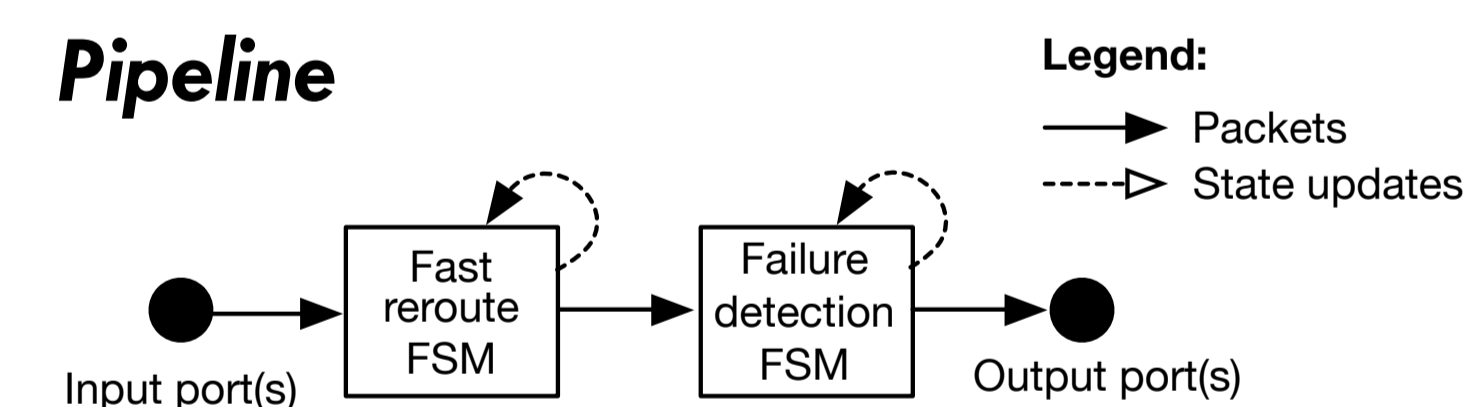 Pipeline
Legend:
Packets
State updates
Fast
reroute
FSM
Failure
detection
FSM
Input port(s)
Output port(s)